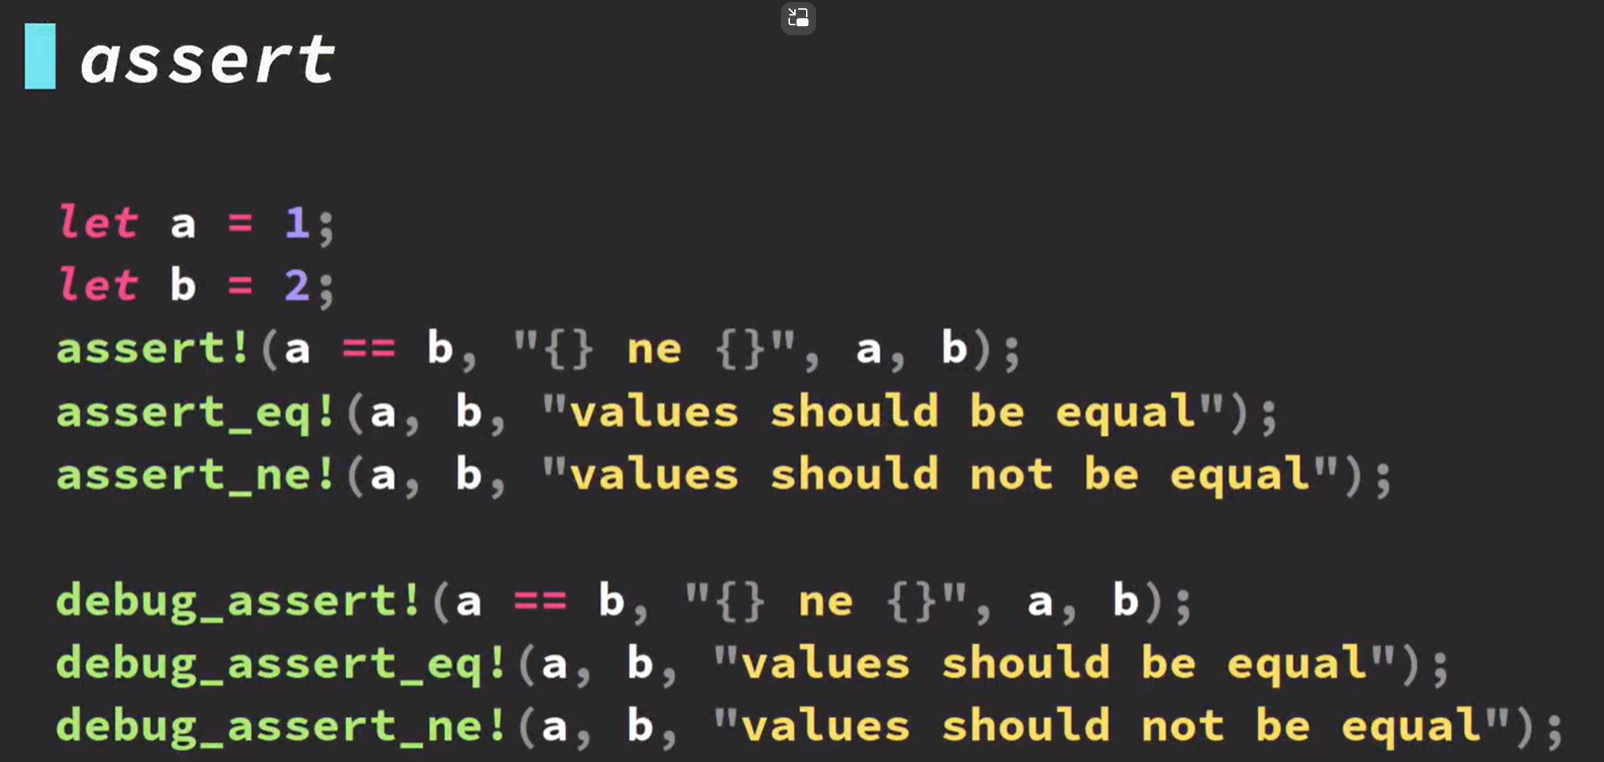 assert
let a = 1;
let b = 2;
assert!(a == b, "{} ne {}", a, b);
assert_eq!(a, b, "values should be equal");
assert_ne!(a, b, "values should not be equal");
debug_assert!(a == b, "{} ne {}", a, b);
debug_assert_eq!(a, b, "values should be equal");
debug_assert_ne!(a, b, "values should not be equal");